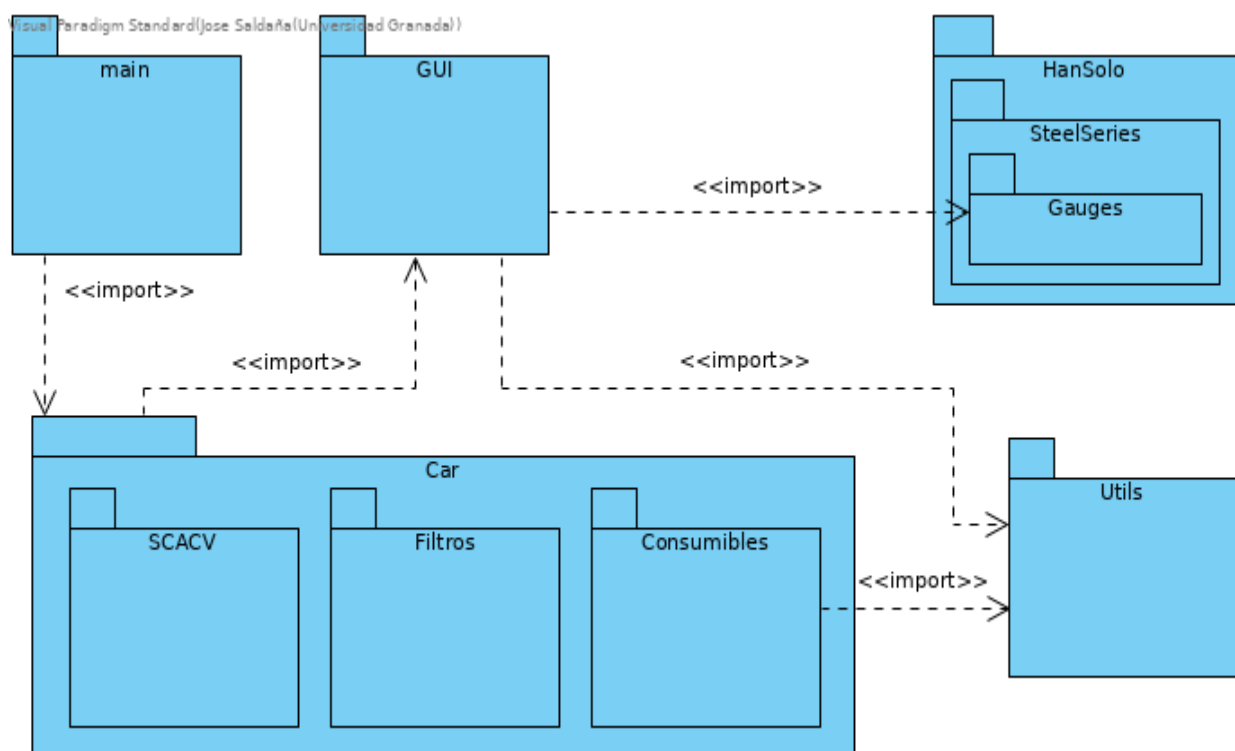 Visual Paradigm Standard(Jose Saldaña(Universidad Granada))
main
GUI
HanSolo
SteelSeries
<<import>>
Gauges
<<import>>
<<import>>
<<import>>
Car
Utils
SCACV
Filtros
Consumibles
<<import>>